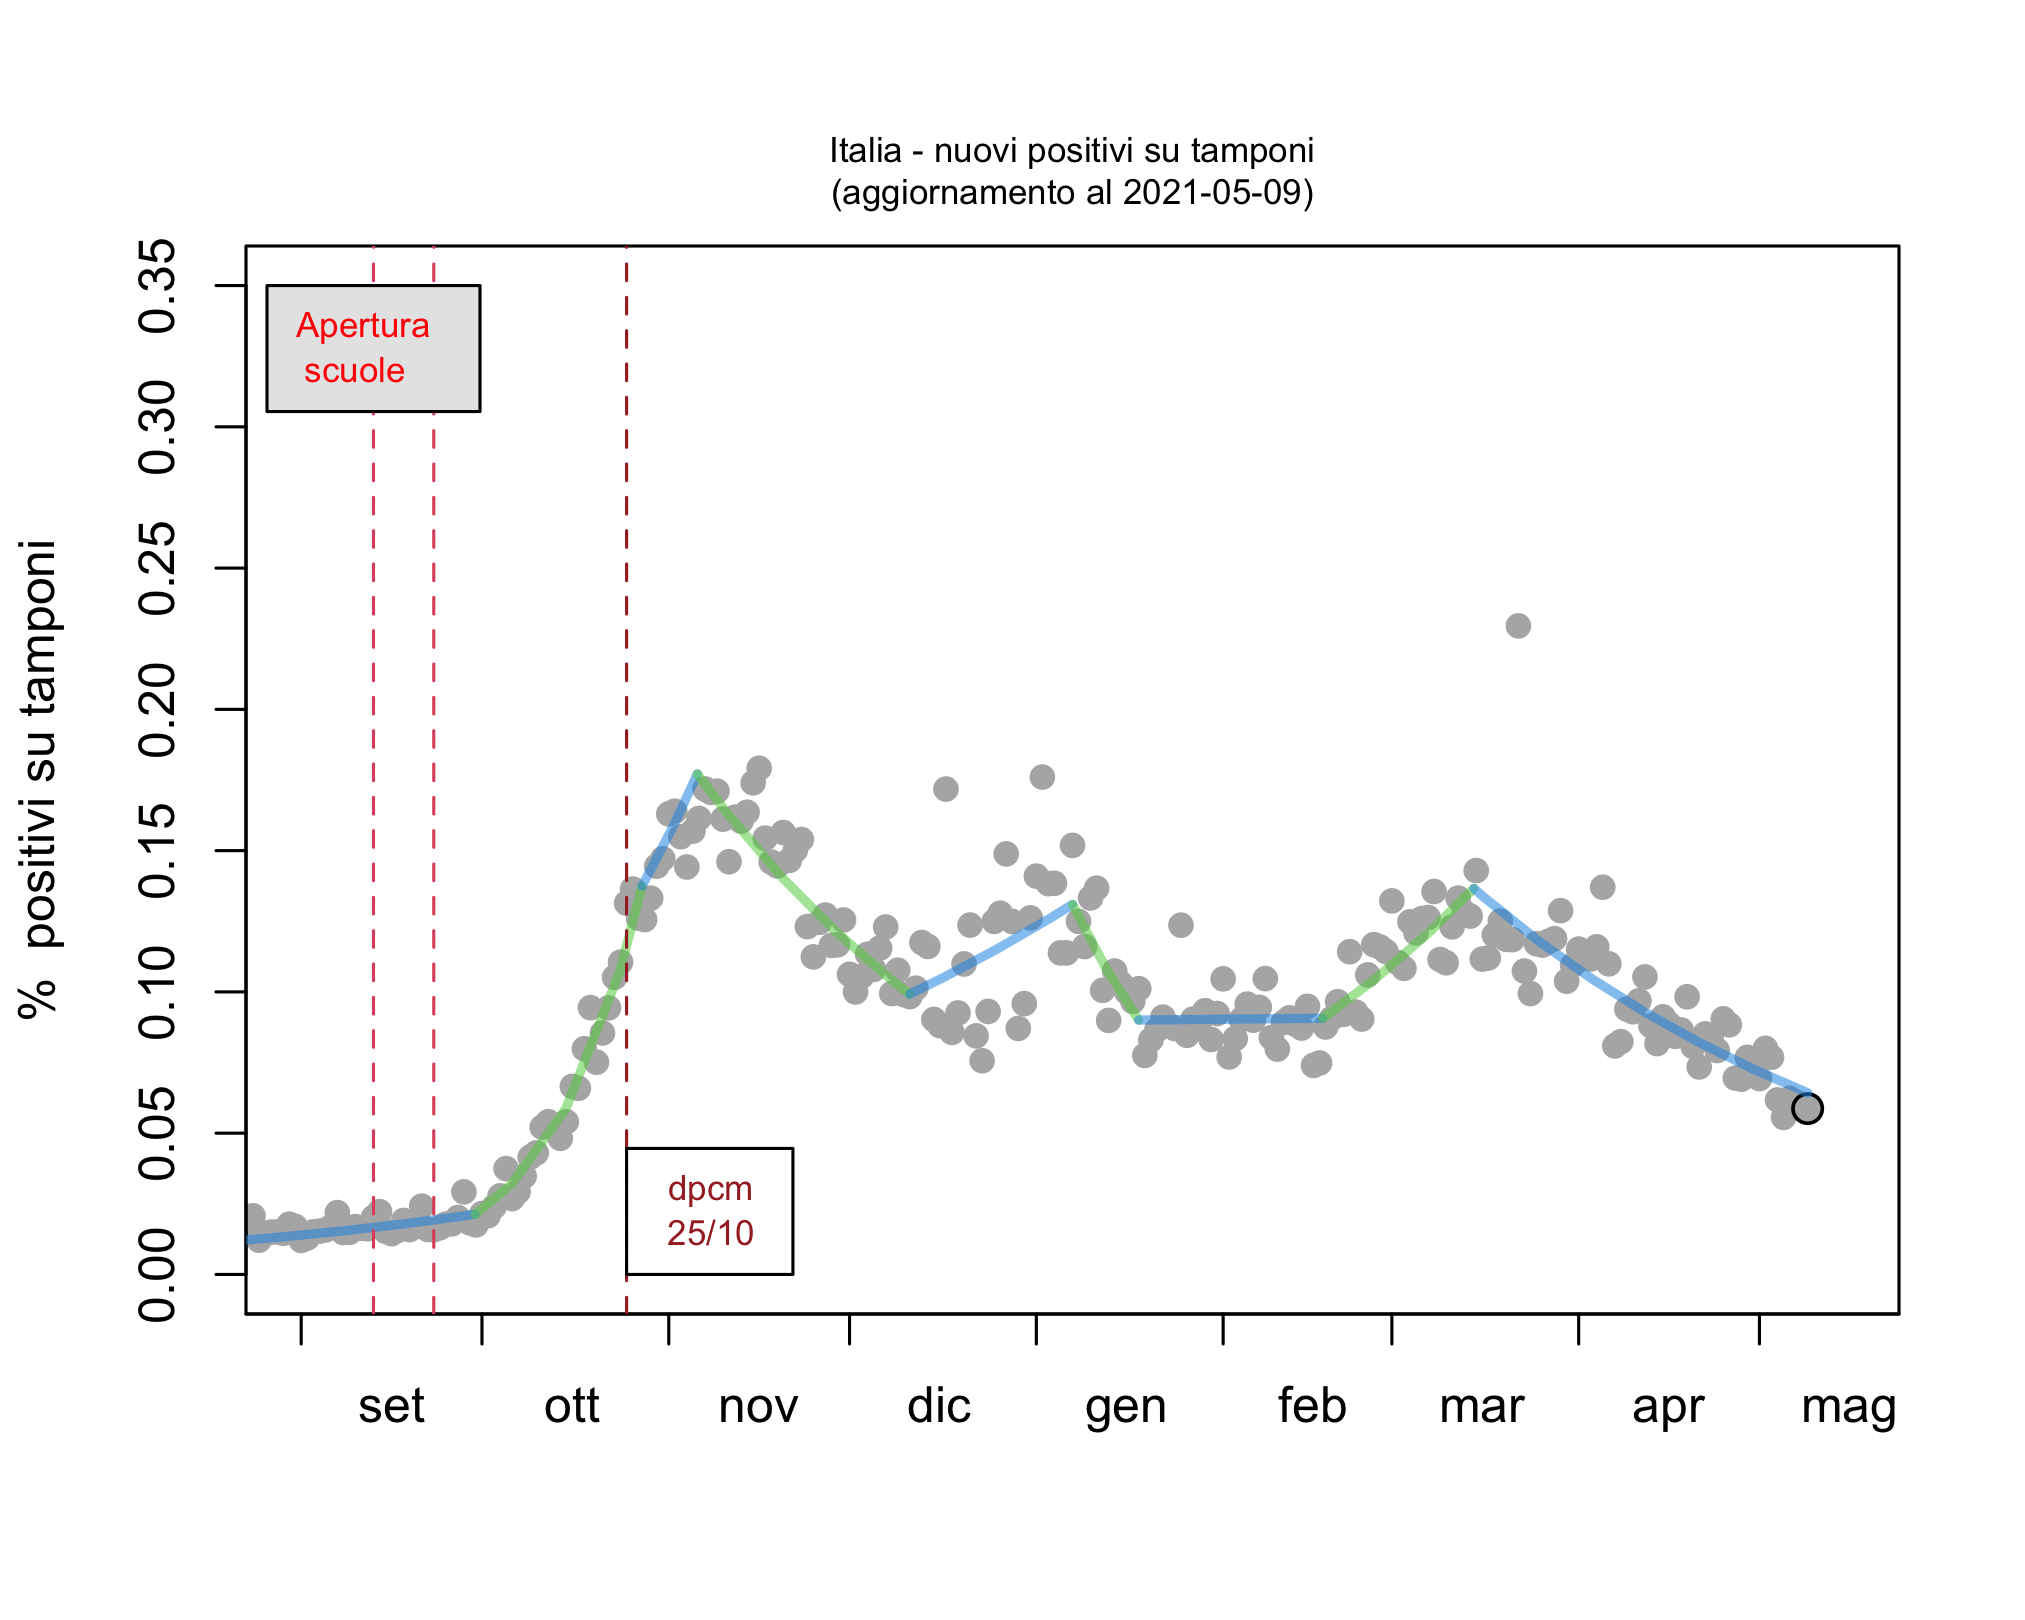 Italia - nuovi positivi su tamponi
(aggiornamento al 2021-05-09)
% positivi su tamponi
0.35
0.30
0.25
0.20
0.15
0.10
0.05
0.00
Apertura
scuole
dpcm
25/10
set ott nov dic gen feb mar apr mag